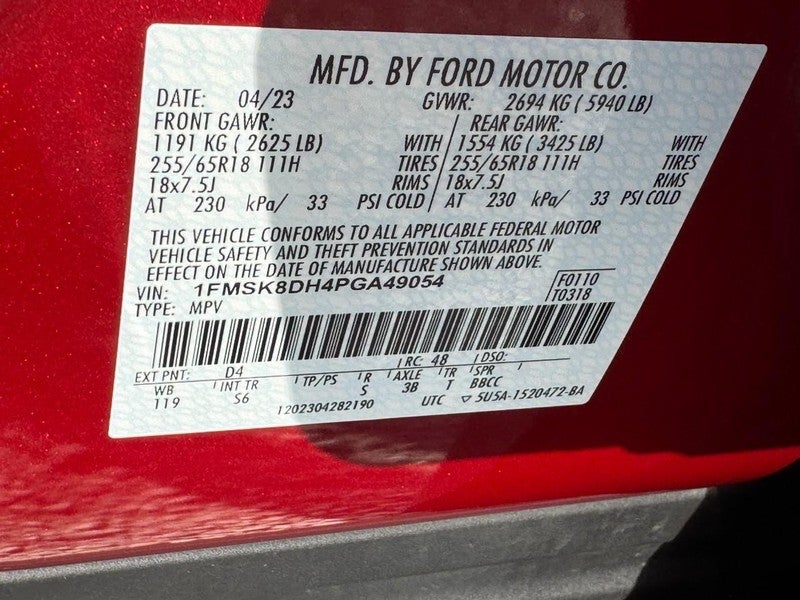 MFD. BY FORD MOTOR CO.
DATE: 04/23 GVWR: 2694 KG ( 5940 LB)
FRONT GAWR: REAR GAWR:
1191 KG ( 2625 LB) WITH 1554 KG ( 3425 LB) WITH
255/65R18 111H TIRES 255/65R18 111H TIRES
18x7.5J RIMS 18x7.5J RIMS
AT 230 kPa/ 33 PSI COLD AT 230 kPa/ 33 PSI COLD
THIS VEHICLE CONFORMS TO ALL APPLICABLE FEDERAL MOTOR
VEHICLE SAFETY AND THEFT PREVENTION STANDARDS IN
EFFECT ON THE DATE OF MANUFACTURE SHOWN ABOVE.
VIN: 1FMSK8DH4PGA49054 F0110
TYPE: MPV T0318
EXT PNT: D4 RC: 48 DSO:
WB INT TR TP/PS R AXLE TR SPR
119 S6 S 3B T BBCC
1202304282190 UTC ▽ 5U5A-1520472-BA